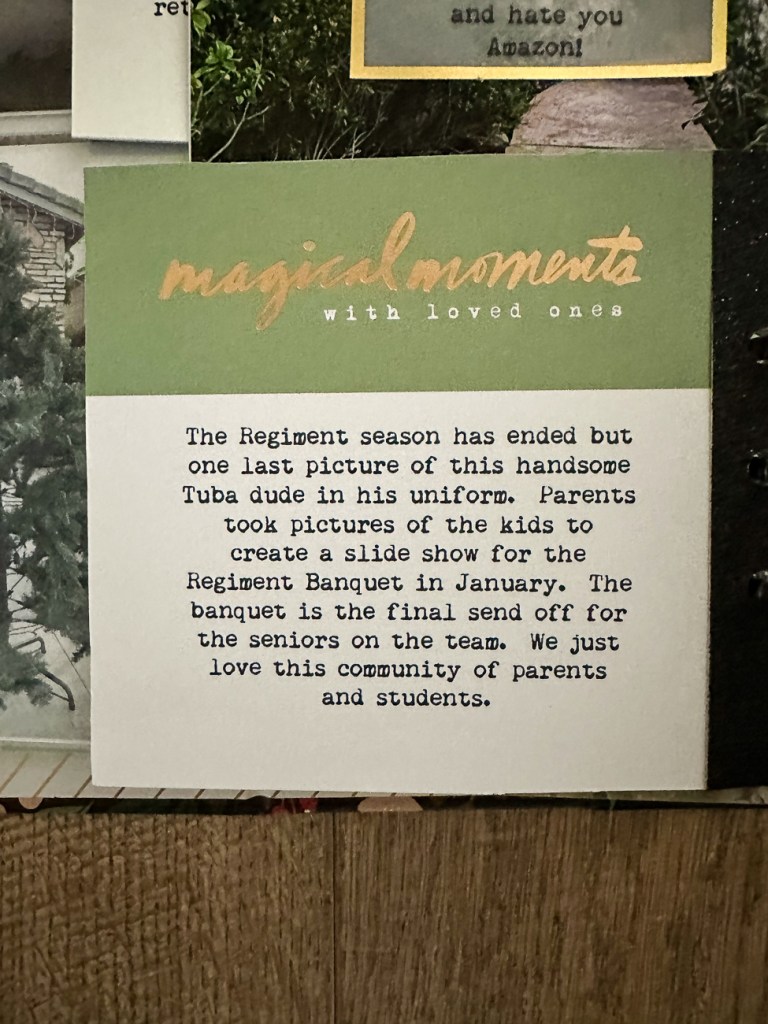 and hate you
Amazon!
magical moments
with loved ones
The Regiment season has ended but
one last picture of this handsome
Tuba dude in his uniform.  Parents
took pictures of the kids to
create a slide show for the
Regiment Banquet in January.  The
banquet is the final send off for
the seniors on the team.  We just
love this community of parents
and students.